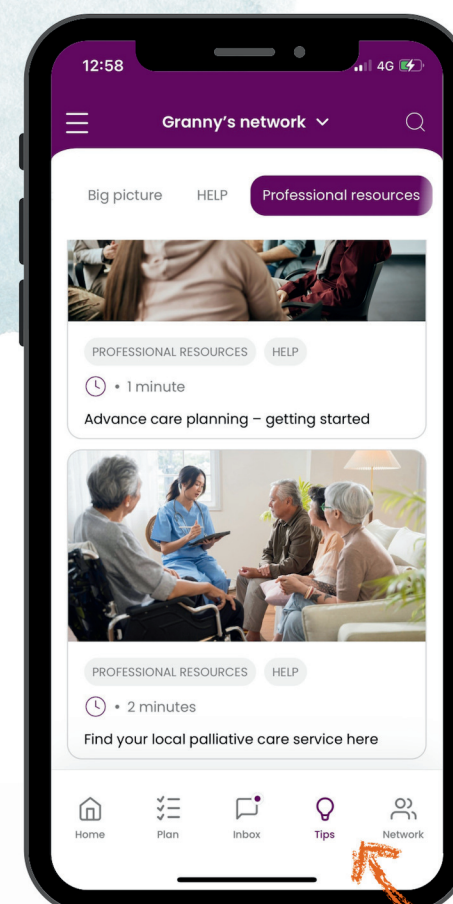 12:58
4G
Granny's network
Big picture HELP Professional resources
PROFESSIONAL RESOURCES HELP
• 1 minute
Advance care planning – getting started
PROFESSIONAL RESOURCES HELP
• 2 minutes
Find your local palliative care service here
Home Plan Inbox Tips Network